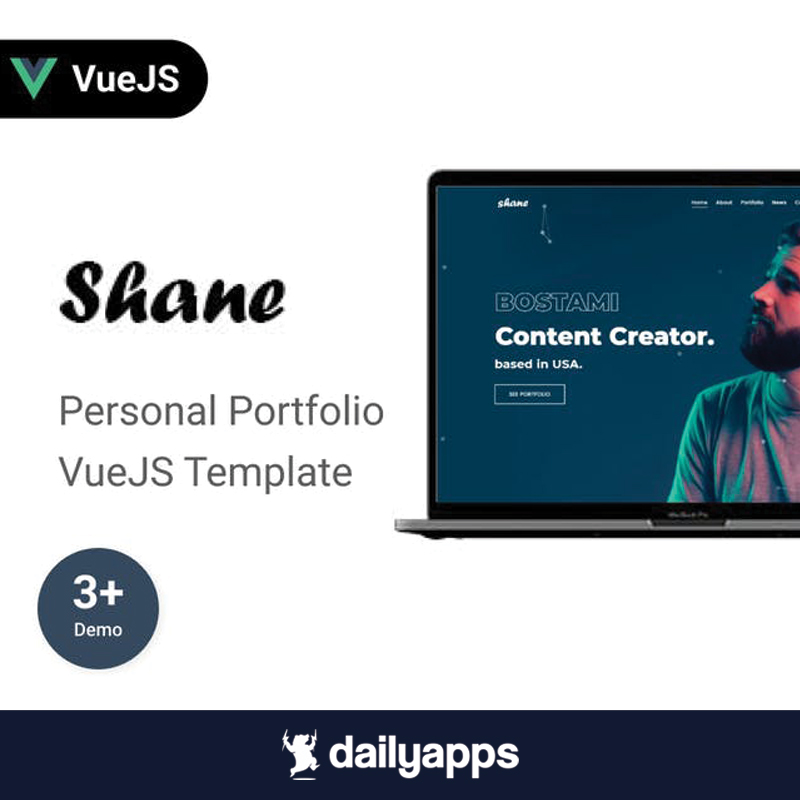 VueJS
Shane
Personal Portfolio
VueJS Template
3+
Demo
shane
Home About Portfolio News
BOSTAMI
Content Creator.
based in USA.
SEE PORTFOLIO
MacBook Pro
dailyapps